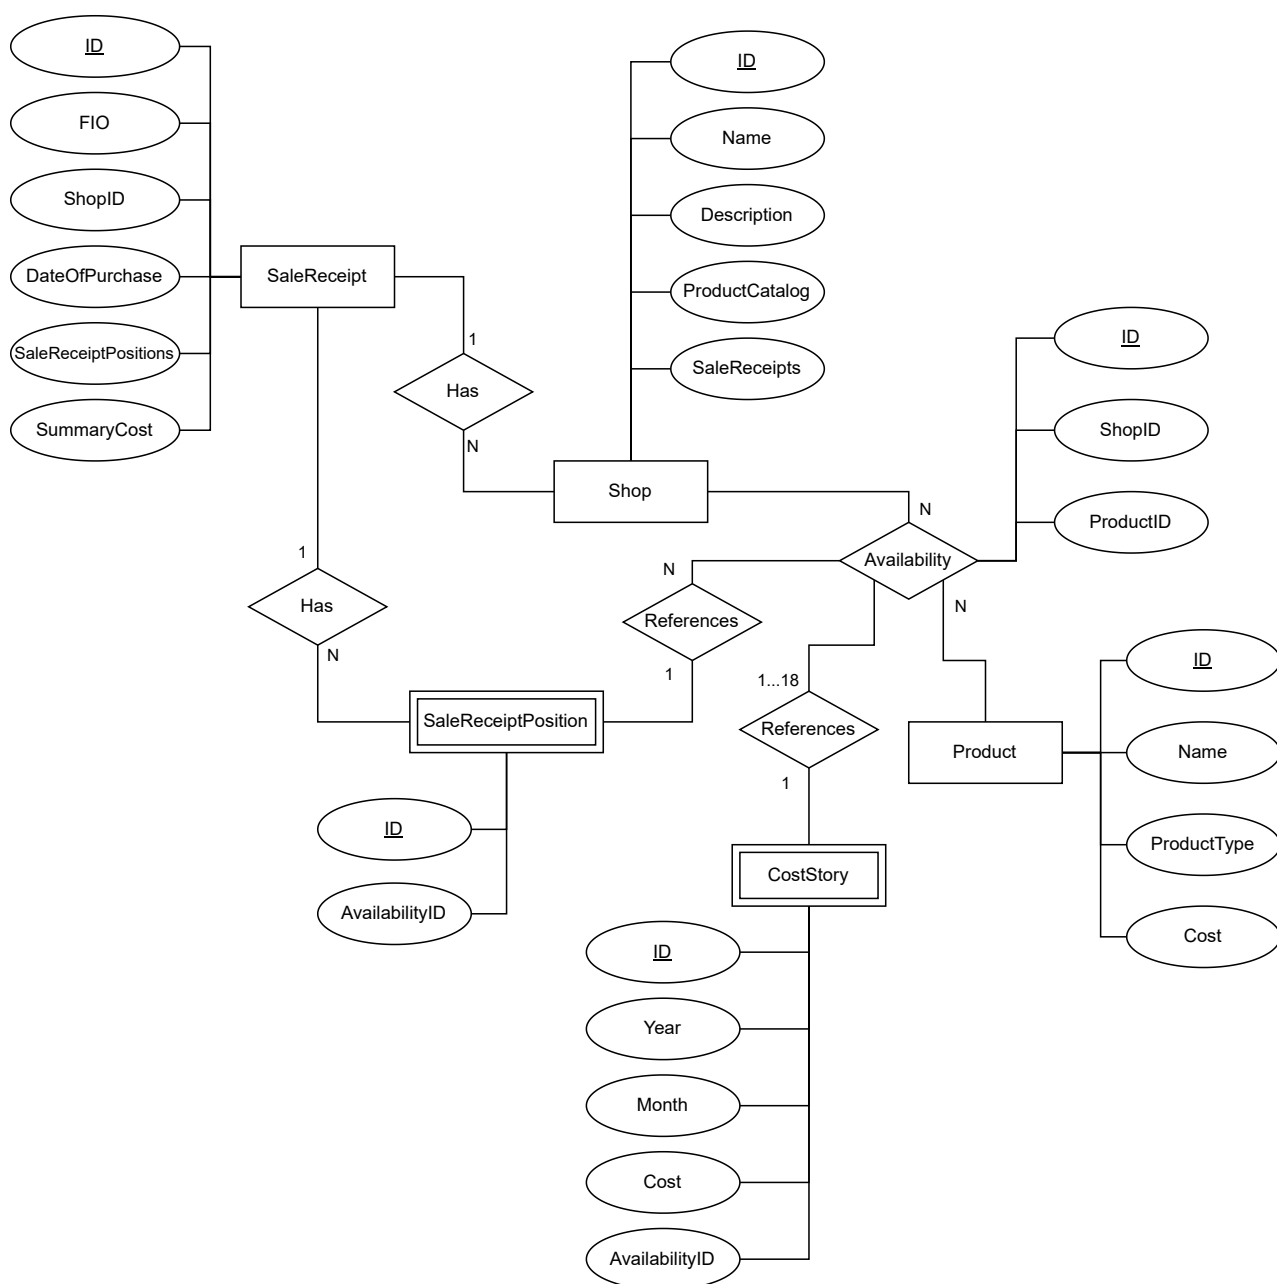 ID
FIO
ShopID
DateOfPurchase
SaleReceiptPositions
SummaryCost
SaleReceipt
1
Has
N
ID
Name
Description
ProductCatalog
SaleReceipts
Shop
N
Availability
ID
ShopID
ProductID
1
Has
N
SaleReceiptPosition
ID
AvailabilityID
N
References
1
1...18
References
1
CostStory
ID
Year
Month
Cost
AvailabilityID
N
Product
ID
Name
ProductType
Cost